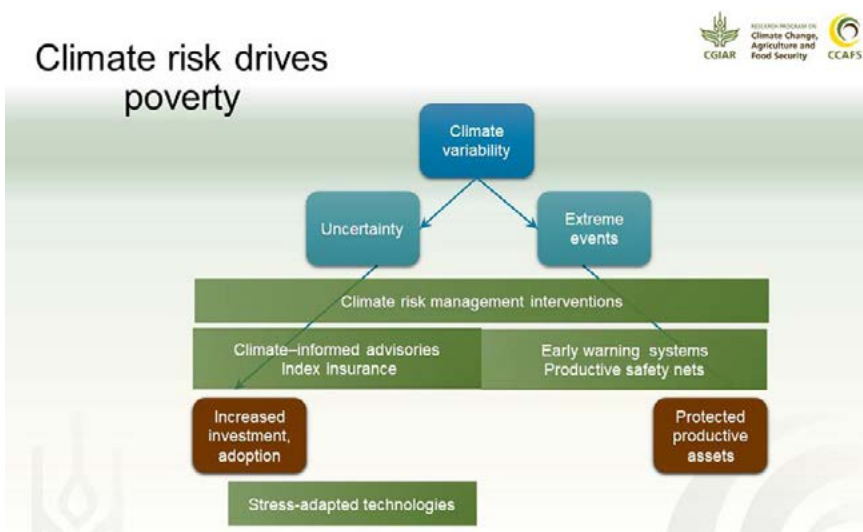 Climate risk drives
poverty
CGIAR
RESEARCH PROGRAM ON
Climate Change,
Agriculture and
Food Security
CCAFS
Climate
variability
Uncertainty
Extreme
events
Climate risk management interventions
Climate–informed advisories
Index insurance
Early warning systems
Productive safety nets
Increased
investment,
adoption
Protected
productive
assets
Stress-adapted technologies